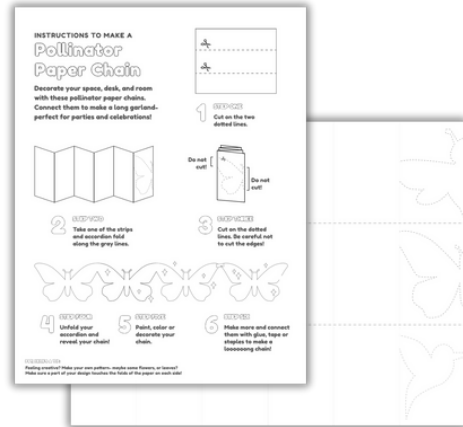 INSTRUCTIONS TO MAKE A
Pollinator
Paper Chain
Decorate your space, desk, and room
with these pollinator paper chains.
Connect them to make a long garland-
perfect for parties and celebrations!
1 STEP ONE
Cut on the two
dotted lines.
Do not
cut!
Do not
cut!
2 STEP TWO
Take one of the strips
and accordion fold
along the grey lines.
3 STEP THREE
Cut on the dotted
lines. Be careful not
to cut the edges!
4 STEP FOUR
Unfold your
accordion and
reveal your chain!
5 STEP FIVE
Paint, color or
decorate your
chain.
6 STEP SIX
Make more and connect
them with glue, tape or
staples to make a
loooooong chain!
Feeling creative? Make your own pattern- maybe some flowers, or leaves?
Make sure a part of your design touches the folds of the paper on each side!